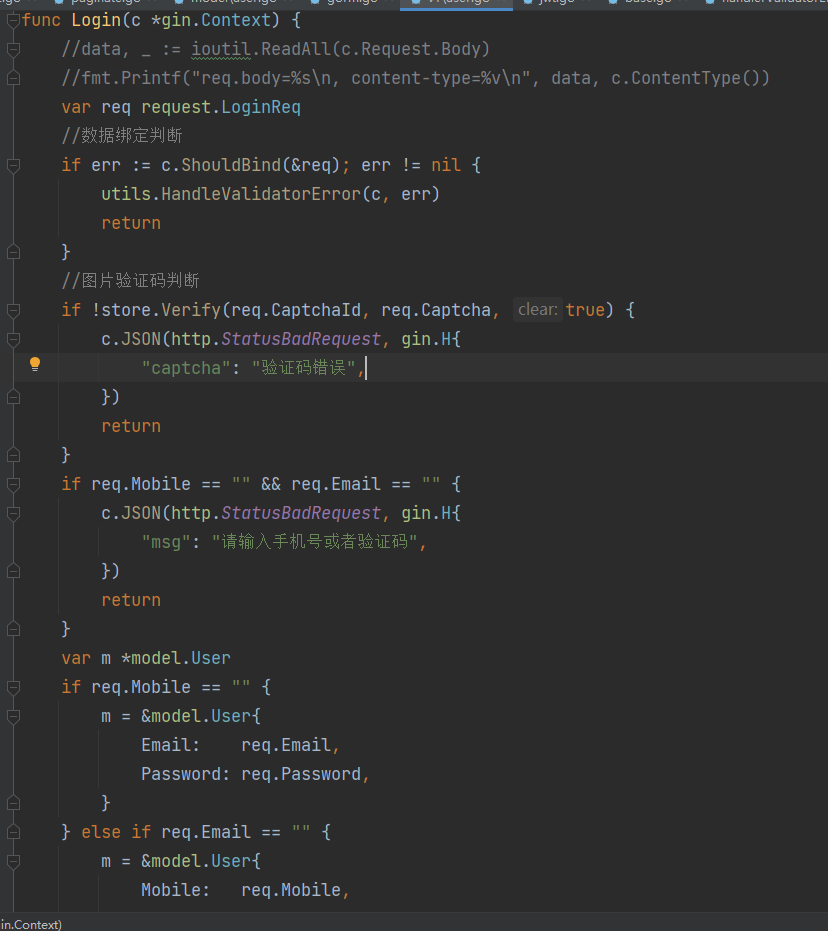 func Login(c *gin.Context) {
//data, _ := ioutil.ReadAll(c.Request.Body)
//fmt.Printf("req.body=%s\n, content-type=%v\n", data, c.ContentType())
var req request.LoginReq
//数据绑定判断
if err := c.ShouldBind(&req); err != nil {
utils.HandleValidatorError(c, err)
return
}
//图片验证码判断
if !store.Verify(req.CaptchaId, req.Captcha, clear: true) {
c.JSON(http.StatusBadRequest, gin.H{
"captcha": "验证码错误",
})
return
}
if req.Mobile == "" && req.Email == "" {
c.JSON(http.StatusBadRequest, gin.H{
"msg": "请输入手机号或者验证码",
})
return
}
var m *model.User
if req.Mobile == "" {
m = &model.User{
Email: req.Email,
Password: req.Password,
}
} else if req.Email == "" {
m = &model.User{
Mobile: req.Mobile,
in.Context)